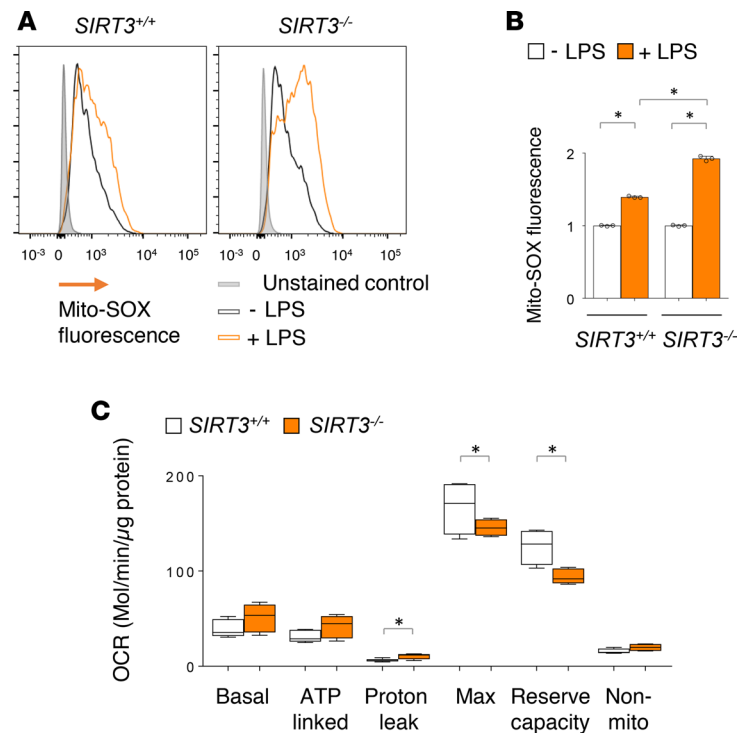 A
SIRT3+/+
SIRT3-/-
10-3 0 103 104 105
10-3 0 103 104 105
Mito-SOX
fluorescence
Unstained control
- LPS
+ LPS
B
- LPS + LPS
Mito-SOX fluorescence
*
* *
2
1
0
SIRT3+/+ SIRT3-/-
C
SIRT3+/+ SIRT3-/-
OCR (Mol/min/µg protein)
200
100
0
* * *
Basal
ATP
linked
Proton
leak
Max
Reserve
capacity
Non-
mito